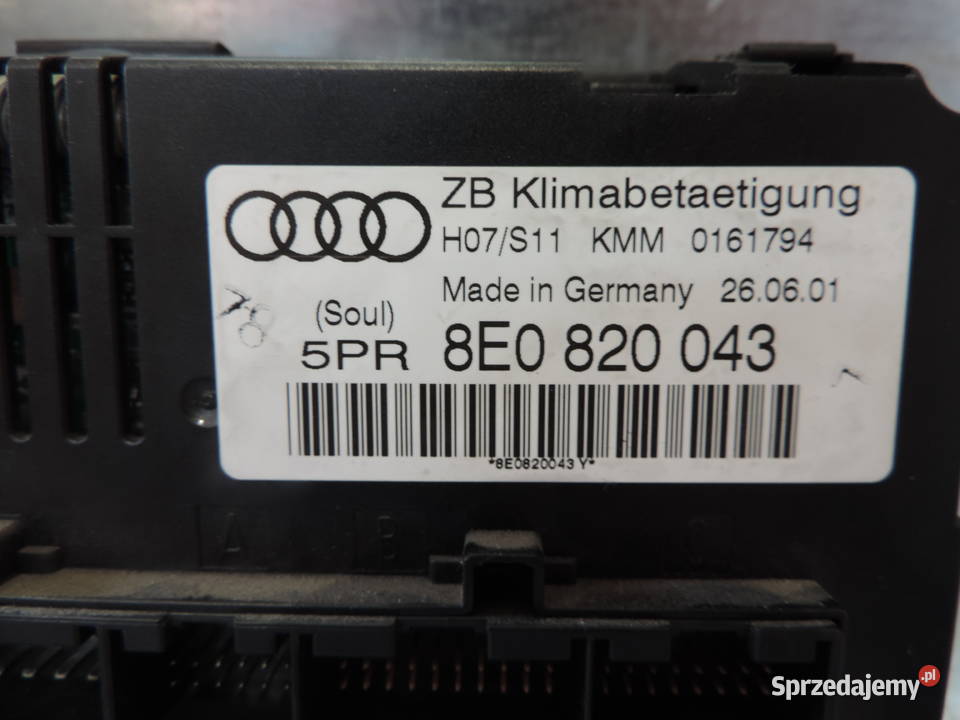 ZB Klimabetaetigung
H07/S11 KMM 0161794
Made in Germany 26.06.01
(Soul)
5PR 8E0 820 043
*8E0820043 Y*
A B C
Sprzedajemy.pl